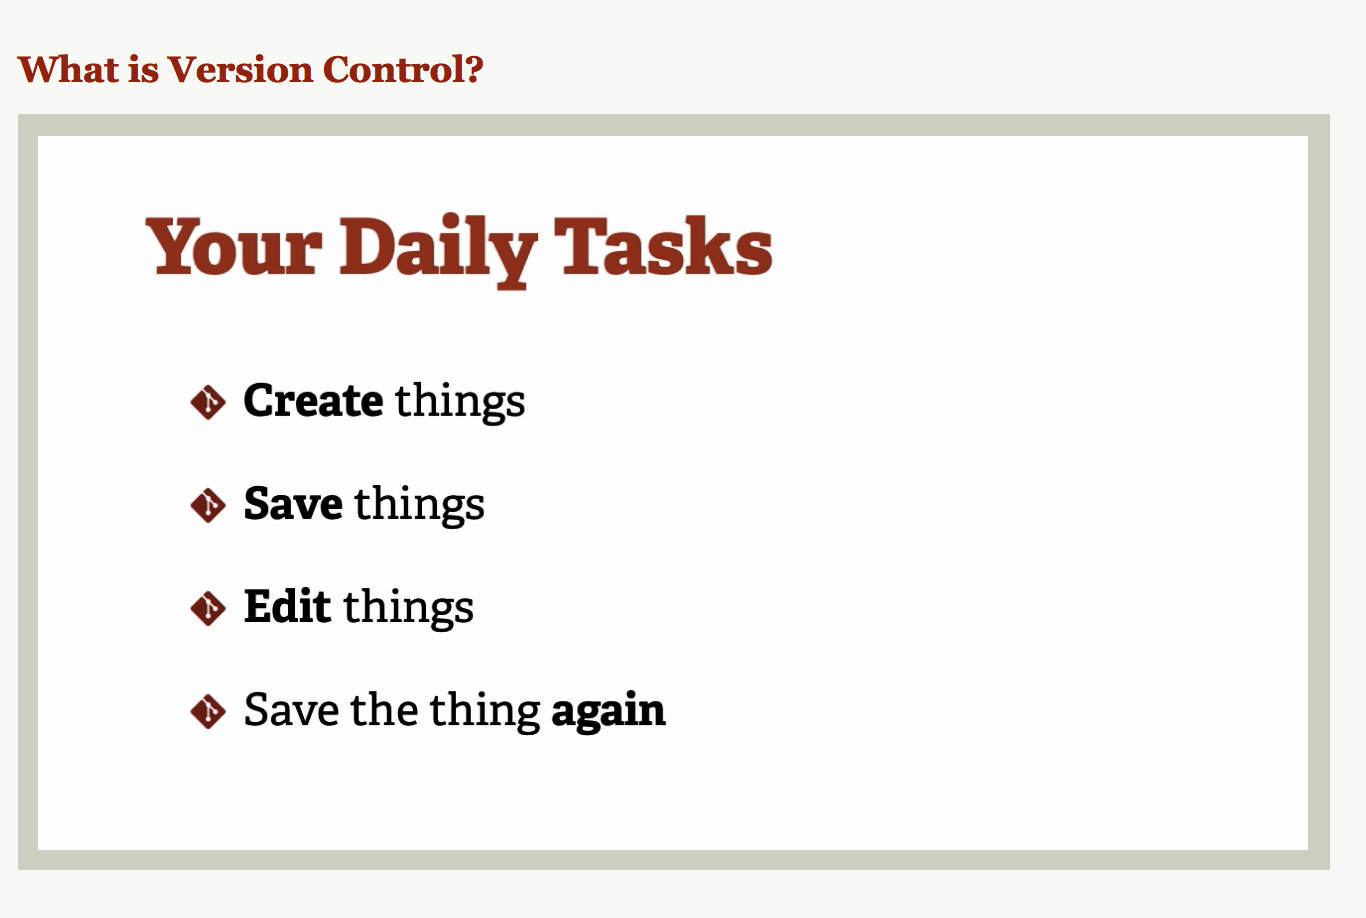 What is Version Control?
Your Daily Tasks
Create things
Save things
Edit things
Save the thing again